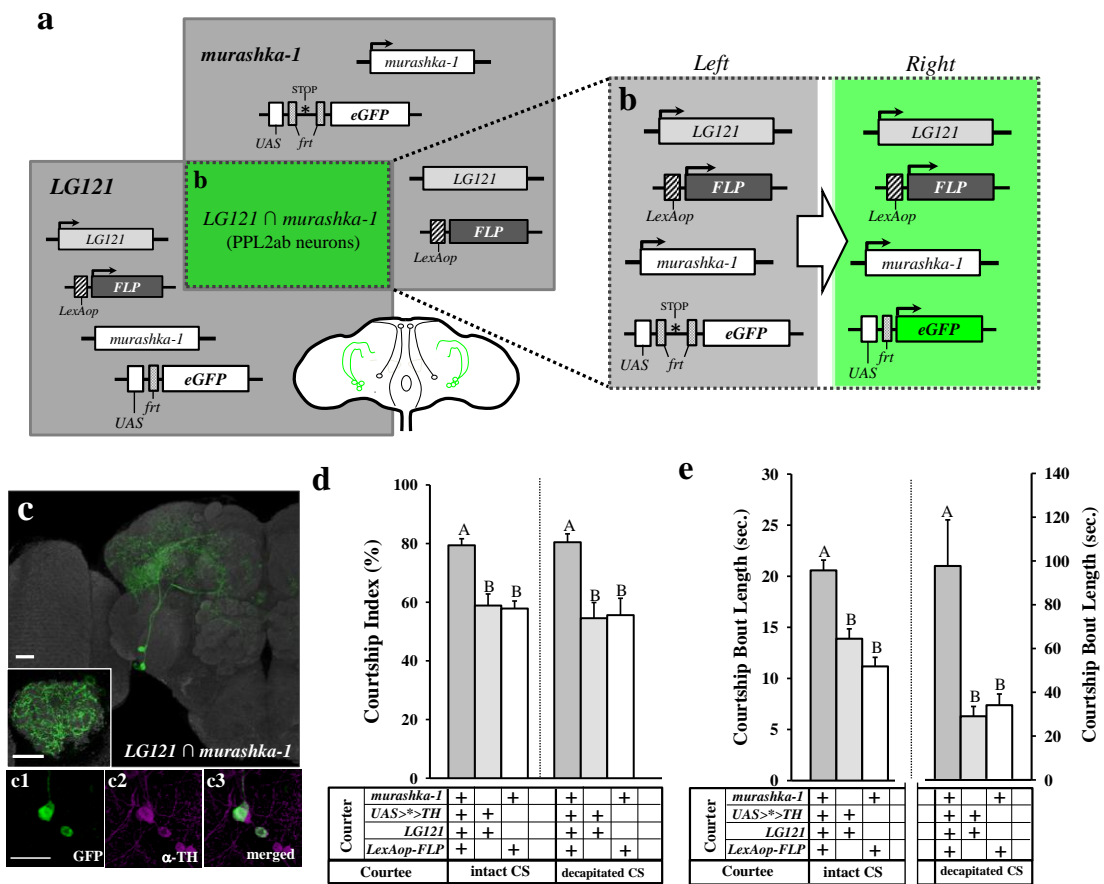 a
murashka-1
murashka-1
STOP
*
eGFP
UAS
frt
LG121
LG121
FLP
LexAop
murashka-1
eGFP
UAS
frt
b
LG121 ∩ murashka-1
(PPL2ab neurons)
LG121
FLP
LexAop
Left
Right
b
LG121
FLP
LexAop
murashka-1
STOP
*
eGFP
UAS
frt
LG121
FLP
LexAop
murashka-1
eGFP
frt
UAS
c
LG121 ∩ murashka-1
c1
GFP
c2
α-TH
c3
merged
d
Courtship Index (%)
100
80
60
40
20
0
A
B
B
A
B
B
Courter
murashka-1 + + + +
UAS>*>TH + + + +
LG121 + + + +
LexAop-FLP + + + +
Courtee intact CS decapitated CS
e
Courtship Bout Length (sec.)
30
25
20
15
10
5
0
A
B
B
A
B
B
140
120
100
80
60
40
20
0
Courtship Bout Length (sec.)
Courter
murashka-1 + + + +
UAS>*>TH + + + +
LG121 + + + +
LexAop-FLP + + + +
Courtee intact CS decapitated CS